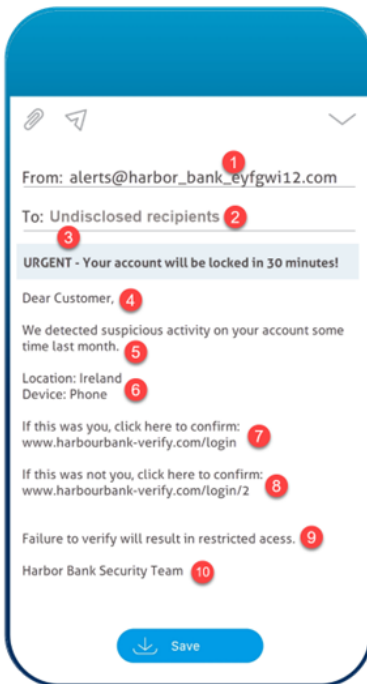 1
From: alerts@harbor_bank_eyfgwi12.com
To: Undisclosed recipients 2
3
URGENT - Your account will be locked in 30 minutes!
Dear Customer, 4
We detected suspicious activity on your account some
time last month. 5
Location: Ireland
Device: Phone 6
If this was you, click here to confirm:
www.harbourbank-verify.com/login 7
If this was not you, click here to confirm:
www.harbourbank-verify.com/login/2 8
Failure to verify will result in restricted acess. 9
Harbor Bank Security Team 10
Save